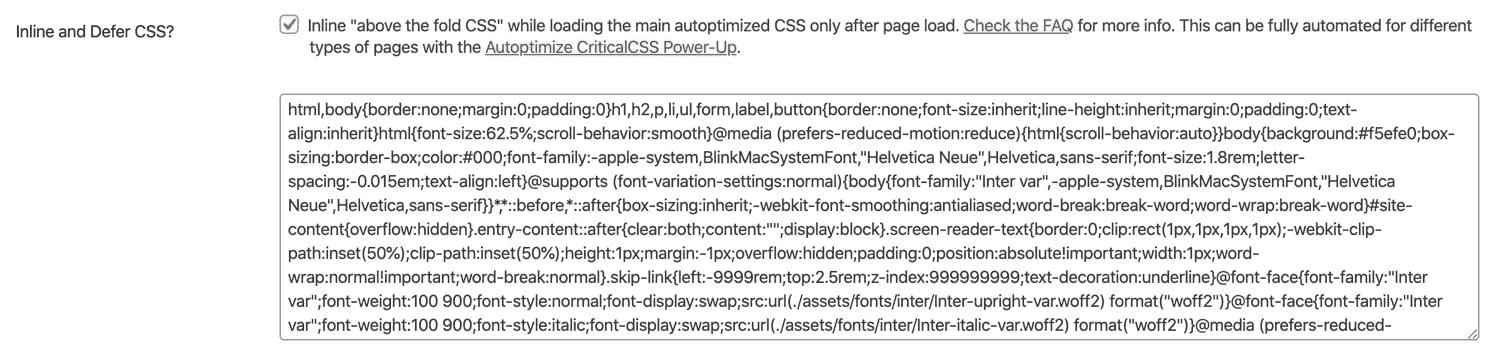 Inline and Defer CSS?
Inline "above the fold CSS" while loading the main autoptimized CSS only after page load. Check the FAQ for more info. This can be fully automated for different
types of pages with the Autoptimize CriticalCSS Power-Up.
html,body{border:none;margin:0;padding:0}h1,h2,p,li,ul,form,label,button{border:none;font-size:inherit;line-height:inherit;margin:0;padding:0;text-
align:inherit}html{font-size:62.5%;scroll-behavior:smooth}@media (prefers-reduced-motion:reduce){html{scroll-behavior:auto}}body{background:#f5efe0;box-
sizing:border-box;color:#000;font-family:-apple-system,BlinkMacSystemFont,"Helvetica Neue",Helvetica,sans-serif;font-size:1.8rem;letter-
spacing:-0.015em;text-align:left}@supports (font-variation-settings:normal){body{font-family:"Inter var",-apple-system,BlinkMacSystemFont,"Helvetica
Neue",Helvetica,sans-serif}}*,*::before,*::after{box-sizing:inherit;-webkit-font-smoothing:antialiased;word-break:break-word;word-wrap:break-word}#site-
content{overflow:hidden}.entry-content::after{clear:both;content:"";display:block}.screen-reader-text{border:0;clip:rect(1px,1px,1px,1px);-webkit-clip-
path:inset(50%);clip-path:inset(50%);height:1px;margin:-1px;overflow:hidden;padding:0;position:absolute!important;width:1px;word-
wrap:normal!important;word-break:normal}.skip-link{left:-9999rem;top:2.5rem;z-index:999999999;text-decoration:underline}@font-face{font-family:"Inter
var";font-weight:100 900;font-style:normal;font-display:swap;src:url(./assets/fonts/inter/Inter-upright-var.woff2) format("woff2")}@font-face{font-family:"Inter
var";font-weight:100 900;font-style:italic;font-display:swap;src:url(./assets/fonts/inter/Inter-italic-var.woff2) format("woff2")}@media (prefers-reduced-